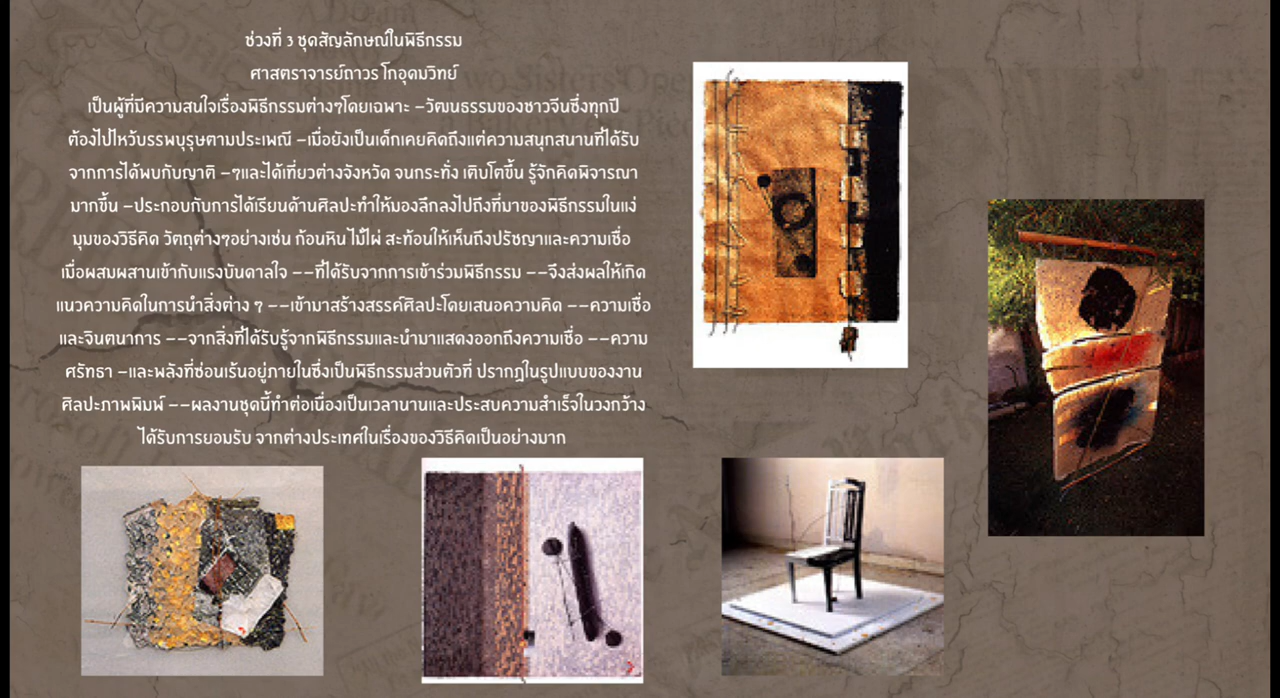 ช่วงที่ 3 ชุดสัญลักษณ์ในพิธีกรรม
ศาสตราจารย์ถาวร โกอุดมวิทย์
เป็นผู้ที่มีความสนใจเรื่องพิธีกรรมต่างๆโดยเฉพาะ –วัฒนธรรมของชาวจีนซึ่งทุกปี
ต้องไปไหว้บรรพบุรุษตามประเพณี –เมื่อยังเป็นเด็กเคยคิดถึงแต่ความสนุกสนานที่ได้รับ
จากการได้พบกับญาติ –ๆและได้เที่ยวต่างจังหวัด จนกระทั่ง เติบโตขึ้น รู้จักคิดพิจารณา
มากขึ้น –ประกอบกับการได้เรียนด้านศิลปะทำให้มองลึกลงไปถึงที่มาของพิธีกรรมในแง่
มุมของวิธีคิด วัตถุต่างๆอย่างเช่น ก้อนหิน ไม้ไผ่ สะท้อนให้เห็นถึงปรัชญาและความเชื่อ
เมื่อผสมผสานเข้ากับแรงบันดาลใจ ––ที่ได้รับจากการเข้าร่วมพิธีกรรม ––จึงส่งผลให้เกิด
แนวความคิดในการนำสิ่งต่าง ๆ ––เข้ามาสร้างสรรค์ศิลปะโดยเสนอความคิด ––ความเชื่อ
และจินตนาการ ––จากสิ่งที่ได้รับรู้จากพิธีกรรมและนำมาแสดงออกถึงความเชื่อ ––ความ
ศรัทธา –และพลังที่ซ่อนเร้นอยู่ภายในซึ่งเป็นพิธีกรรมส่วนตัวที่ ปรากฏในรูปแบบของงาน
ศิลปะภาพพิมพ์ ––ผลงานชุดนี้ทำต่อเนื่องเป็นเวลานานและประสบความสำเร็จในวงกว้าง
ได้รับการยอมรับ จากต่างประเทศในเรื่องของวิธีคิดเป็นอย่างมาก